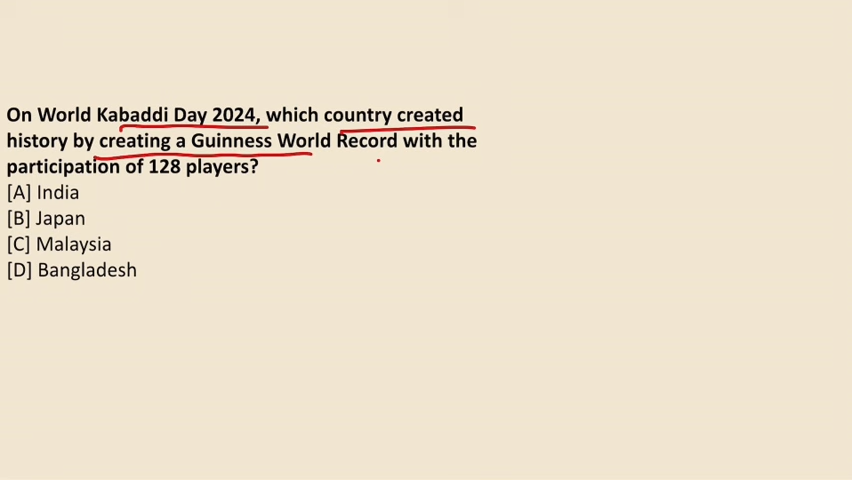 On World Kabaddi Day 2024, which country created
history by creating a Guinness World Record with the
participation of 128 players?
[A] India
[B] Japan
[C] Malaysia
[D] Bangladesh